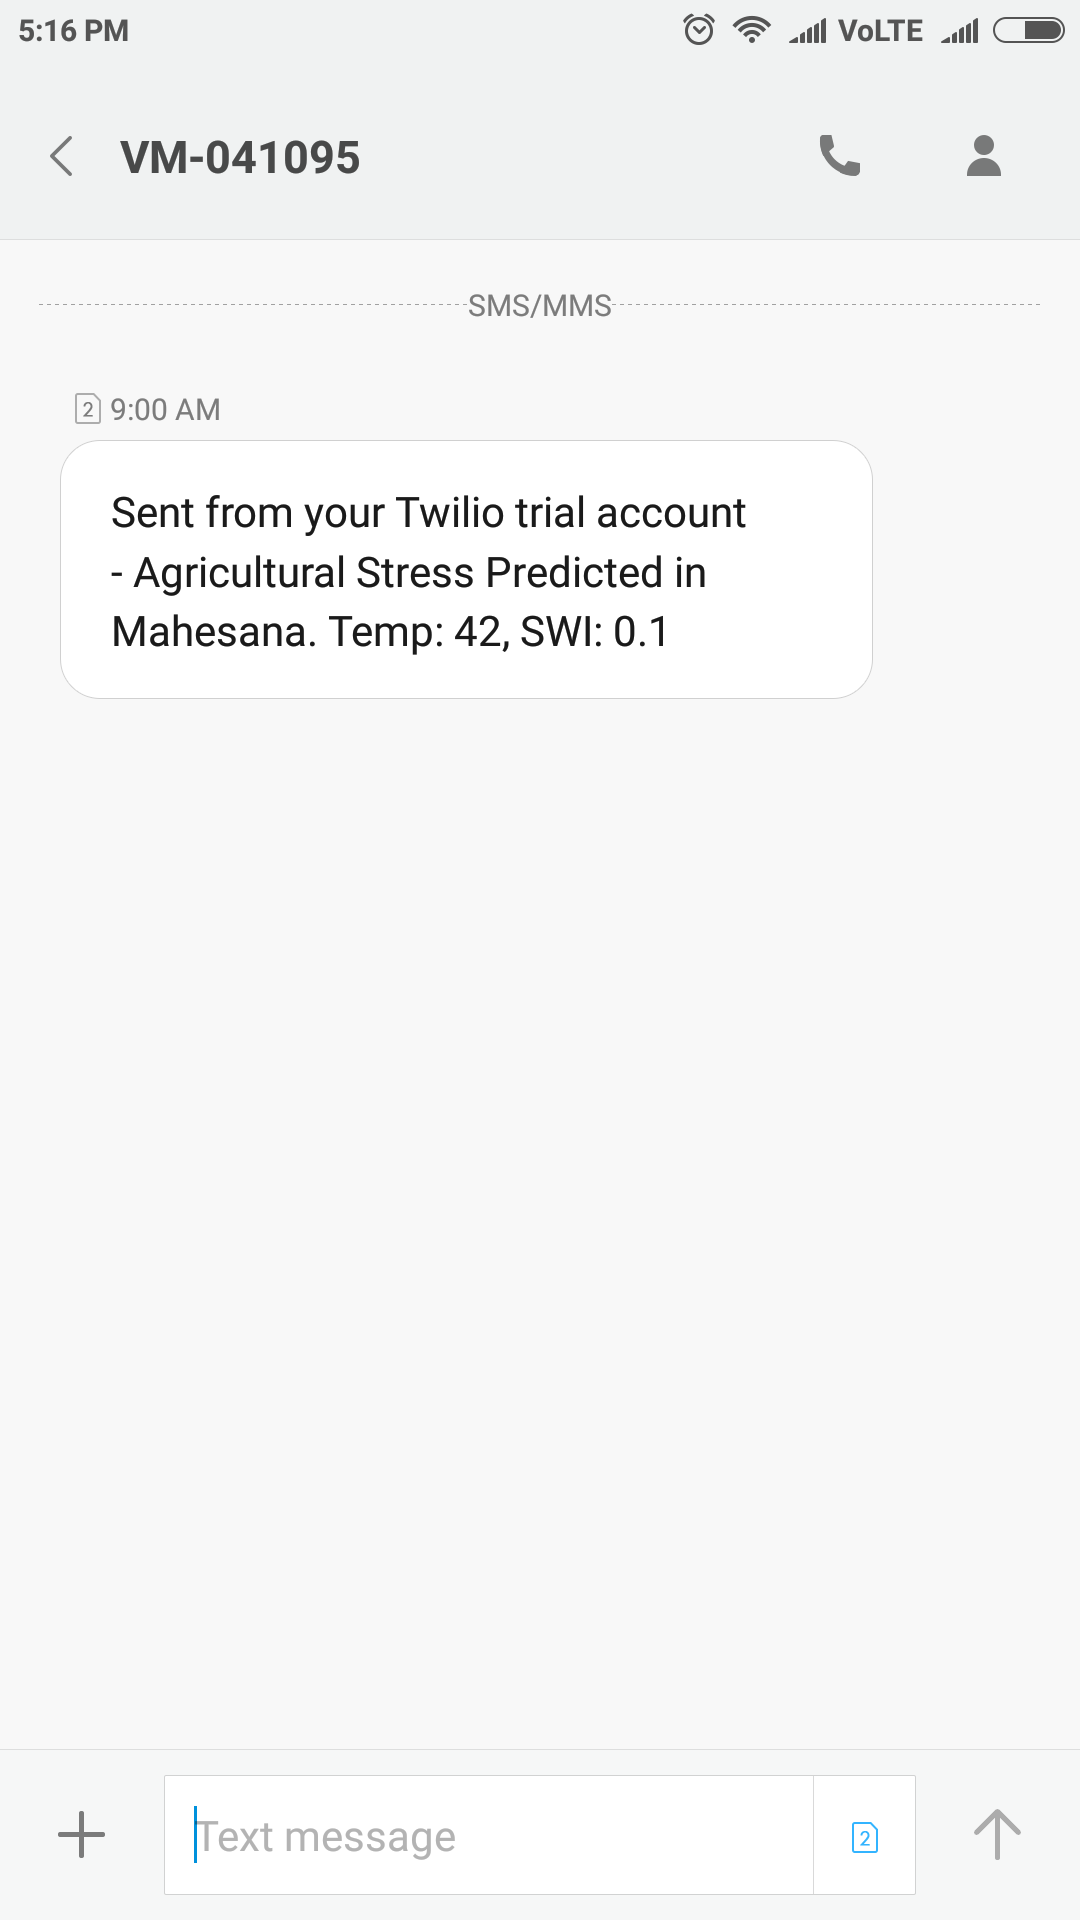 5:16 PM VoLTE
VM-041095
SMS/MMS
2 9:00 AM
Sent from your Twilio trial account
- Agricultural Stress Predicted in
Mahesana. Temp: 42, SWI: 0.1
Text message 2